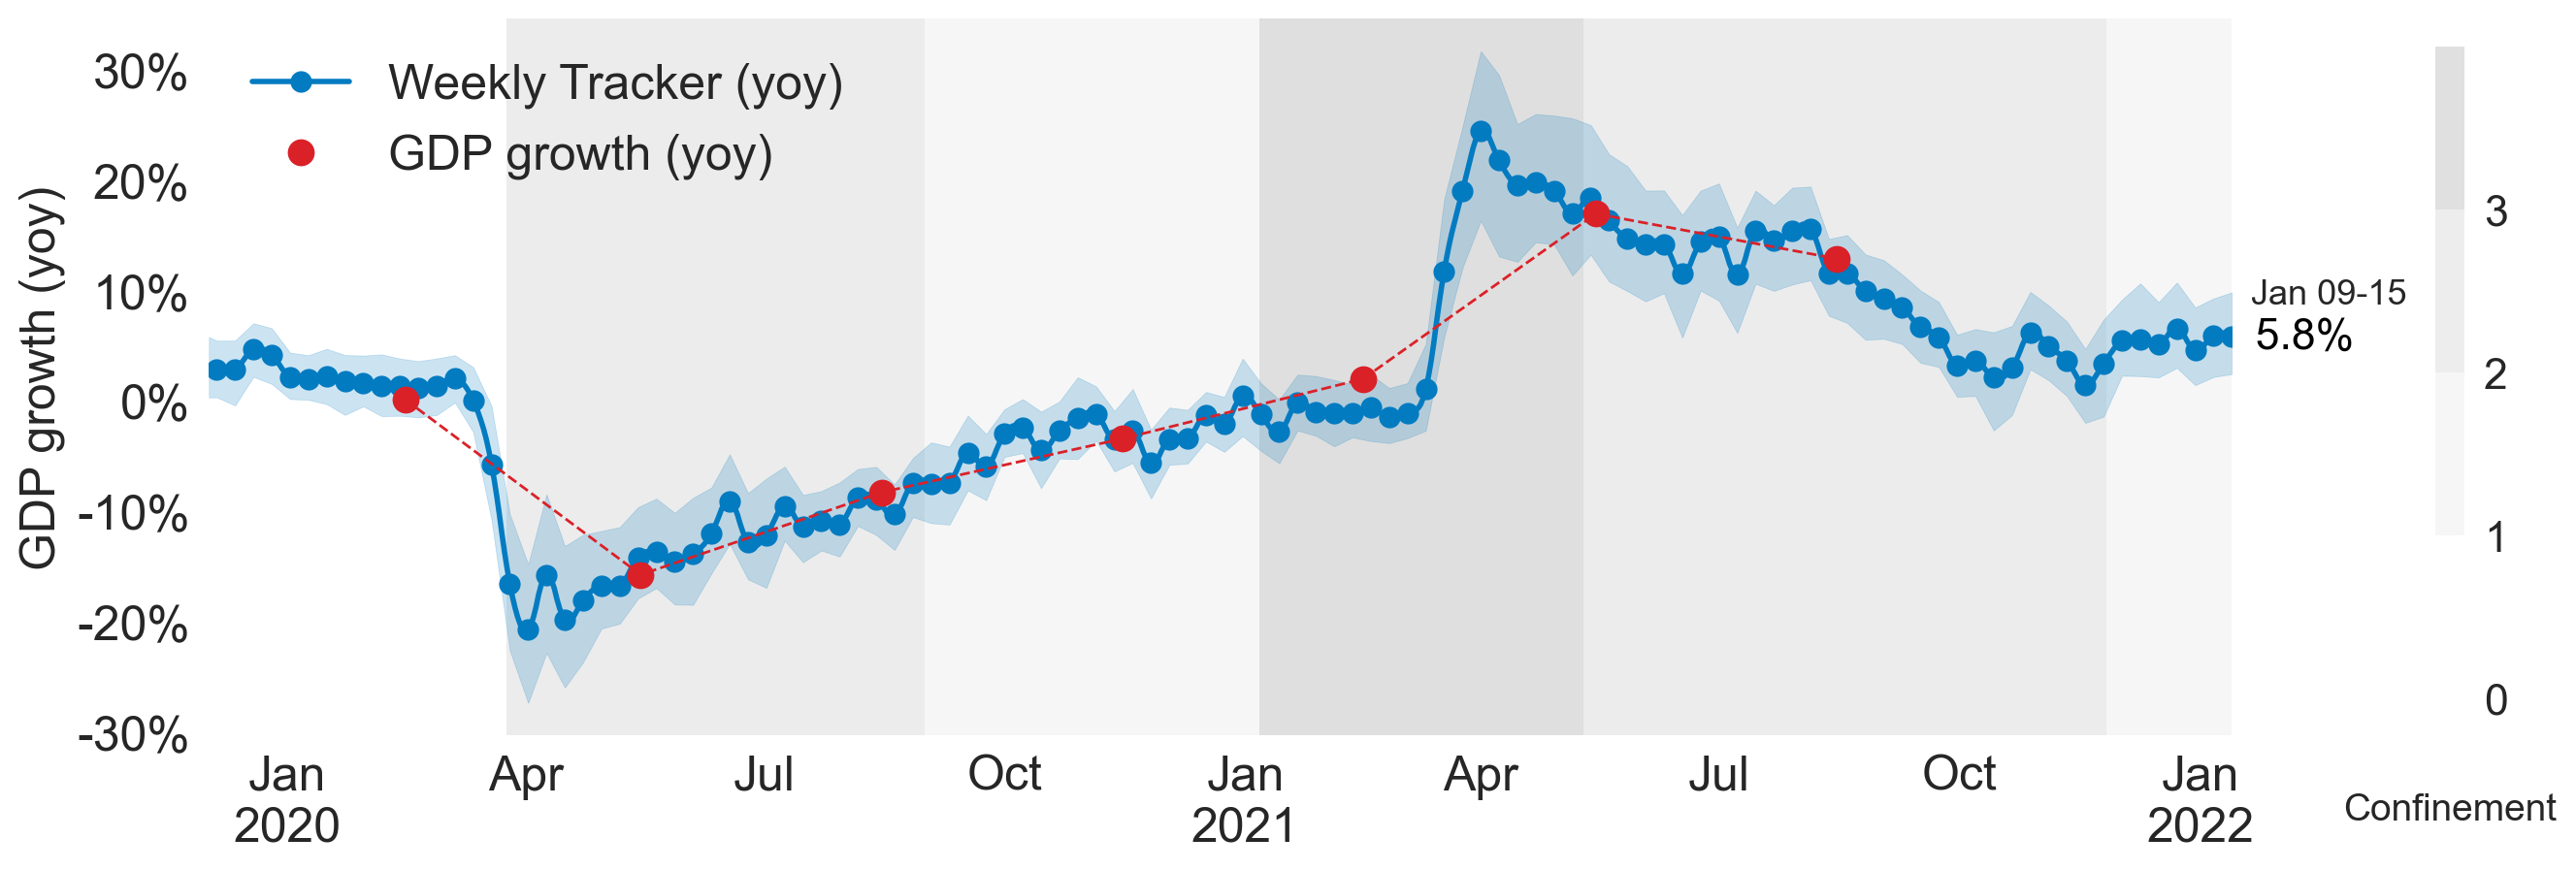 Weekly Tracker (yoy)
GDP growth (yoy)
GDP growth (yoy)
30%
20%
10%
0%
-10%
-20%
-30%
Jan Apr Jul Oct Jan Apr Jul Oct Jan
2020 2021 2022
Jan 09-15
5.8%
3
2
1
0
Confinement